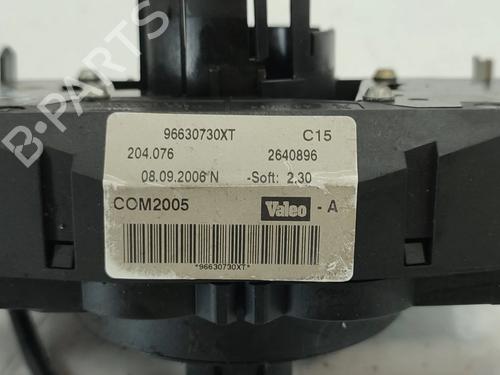 B-PARTS
96630730XT C15
204.076 2640896
08.09.2006 N -Soft: 2.30
COM2005 Valeo - A
*96630730XT*